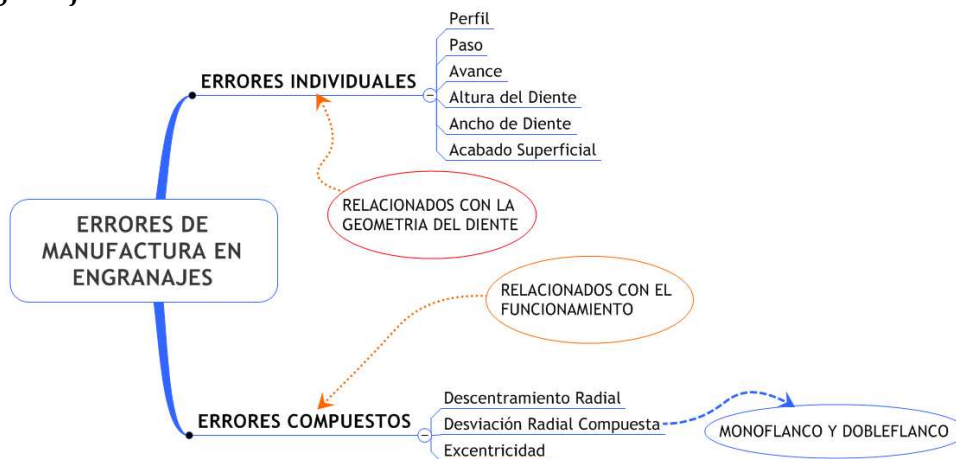 Perfil
Paso
ERRORES INDIVIDUALES
Avance
Altura del Diente
Ancho de Diente
Acabado Superficial
RELACIONADOS CON LA
GEOMETRIA DEL DIENTE
ERRORES DE
MANUFACTURA EN
ENGRANAJES
RELACIONADOS CON EL
FUNCIONAMIENTO
ERRORES COMPUESTOS
Descentramiento Radial
Desviación Radial Compuesta
Excentricidad
MONOFLANCO Y DOBLEFLANCO